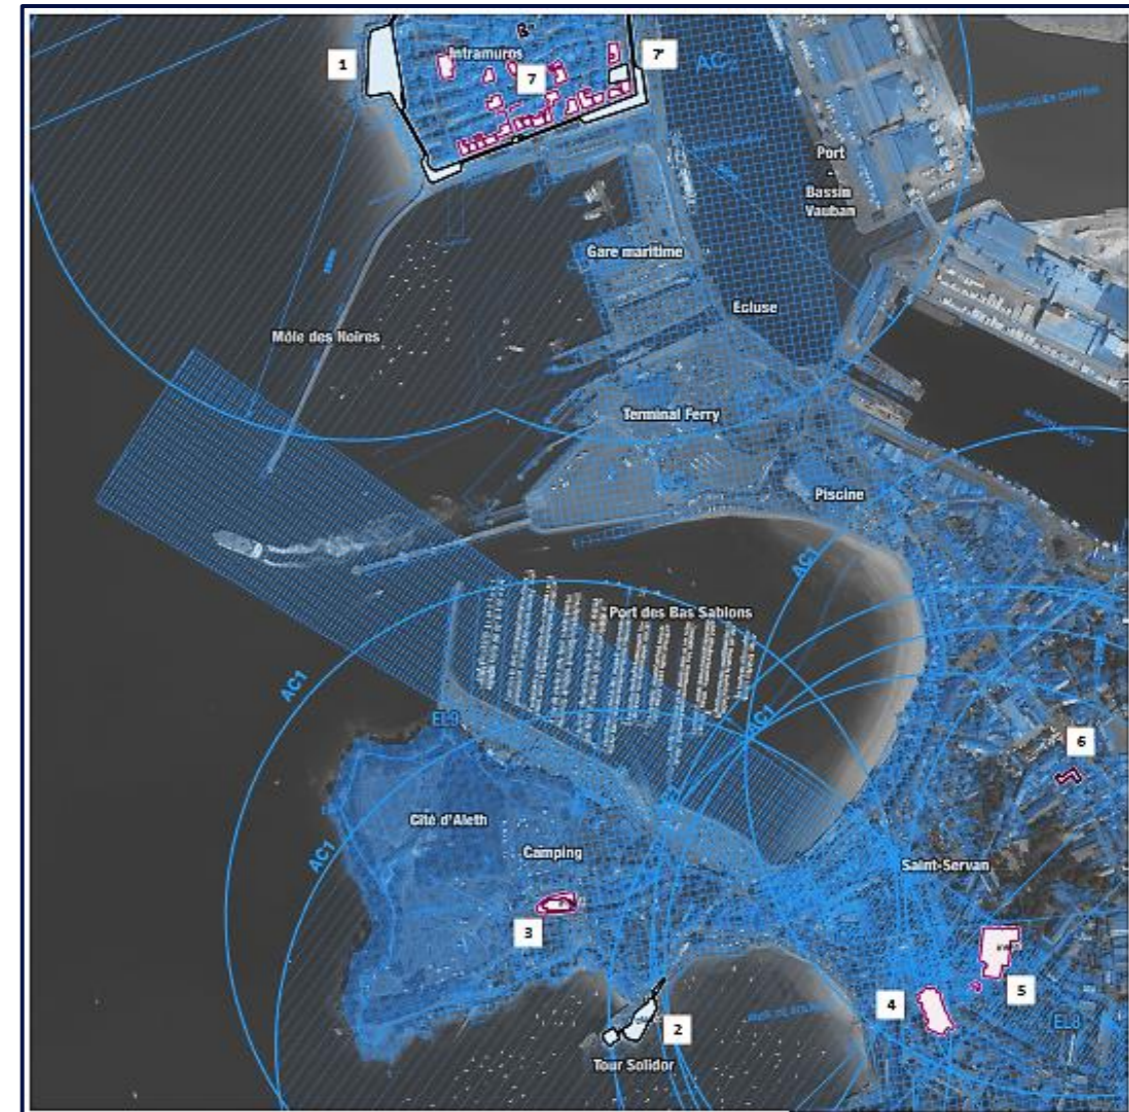 Intramuros
1
7
7'
AC
Port
-
Bassin
Vauban
Gare maritime
Ecluse
Môle des Noires
Terminal Ferry
Piscine
AC1
Port des Bas Sablons
AC1
AC1
EL3
6
Cité d'Aleth
AC1
Camping
Saint-Servan
3
5
4
EL3
2
Tour Solidor